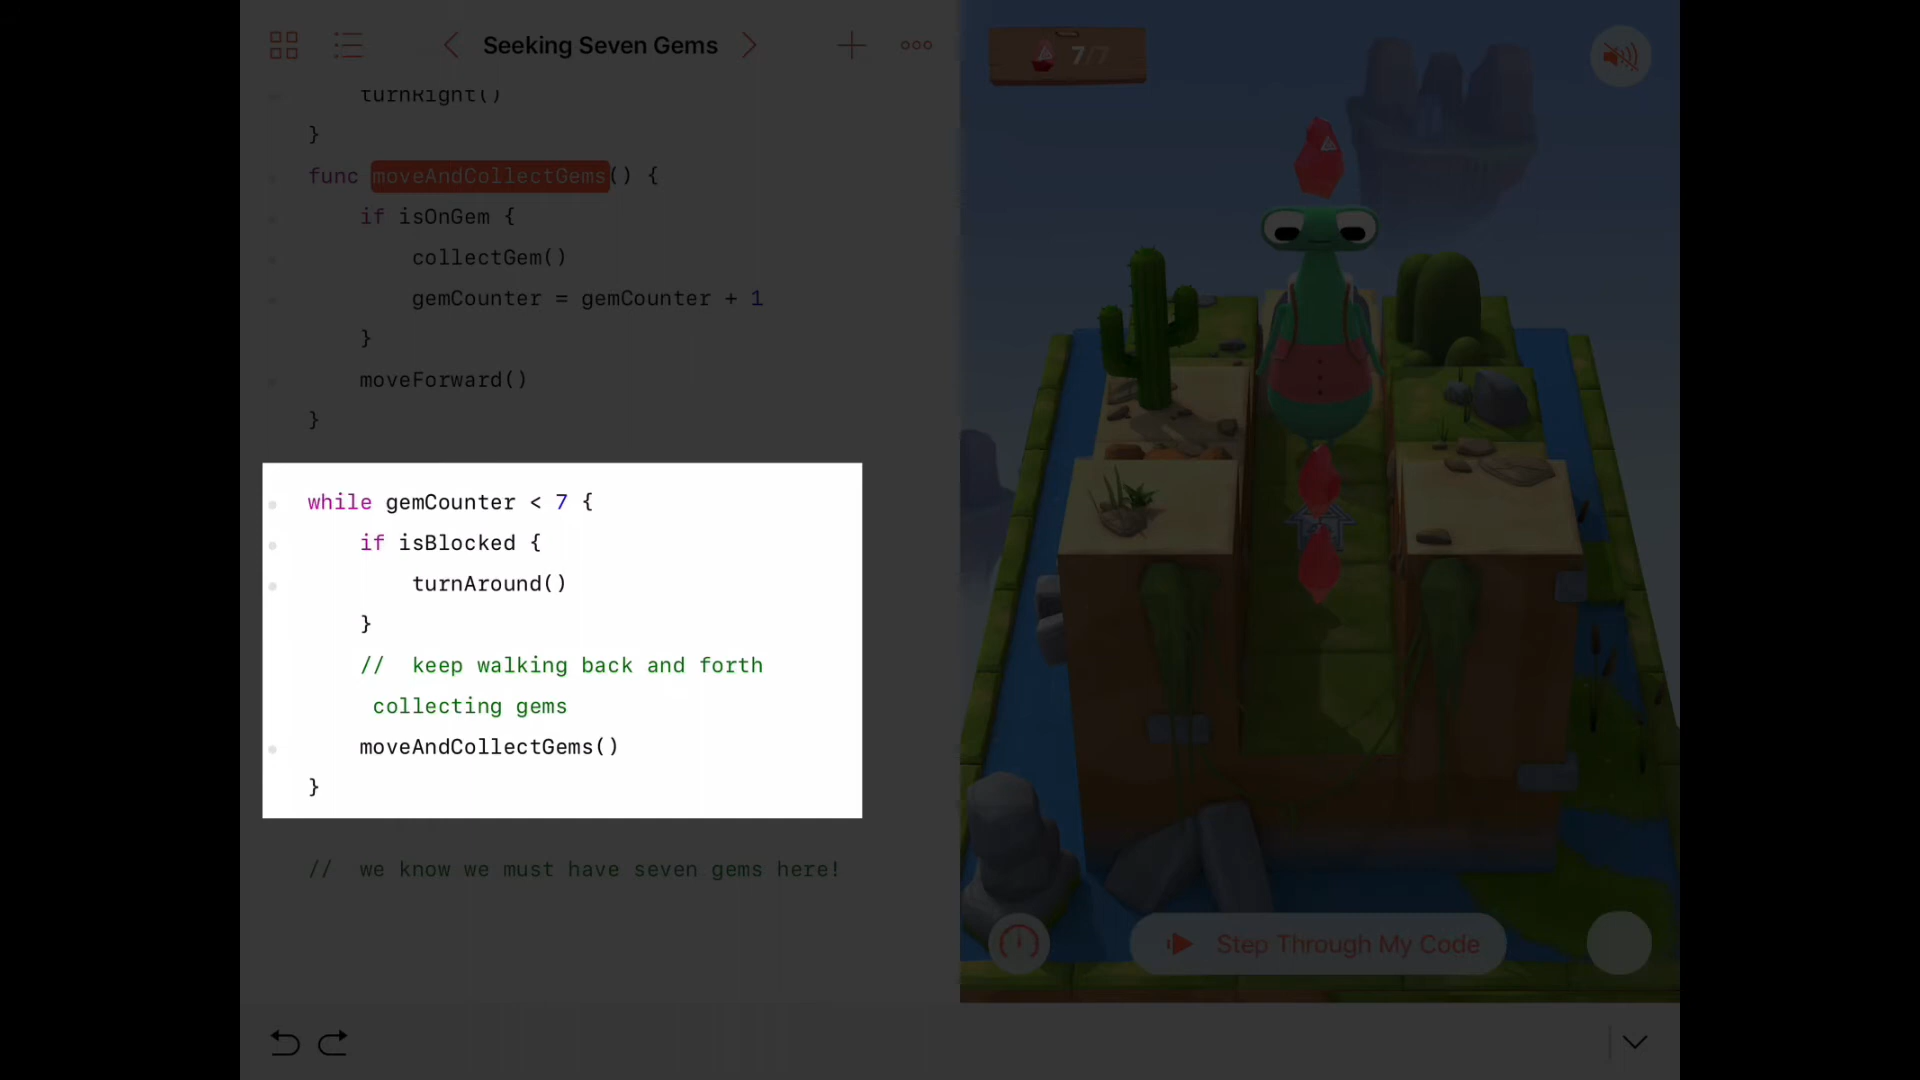 Seeking Seven Gems
turnRight()
}
func moveAndCollectGems() {
if isOnGem {
collectGem()
gemCounter = gemCounter + 1
}
moveForward()
}
while gemCounter < 7 {
if isBlocked {
turnAround()
}
// keep walking back and forth
collecting gems
moveAndCollectGems()
}
// we know we must have seven gems here!
7/7
Step Through My Code